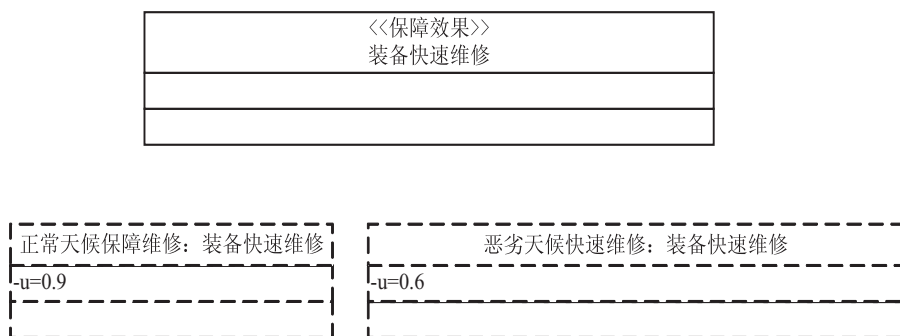 <<保障效果>>
装备快速维修
正常天候保障维修：装备快速维修
-u=0.9
恶劣天候快速维修：装备快速维修
-u=0.6